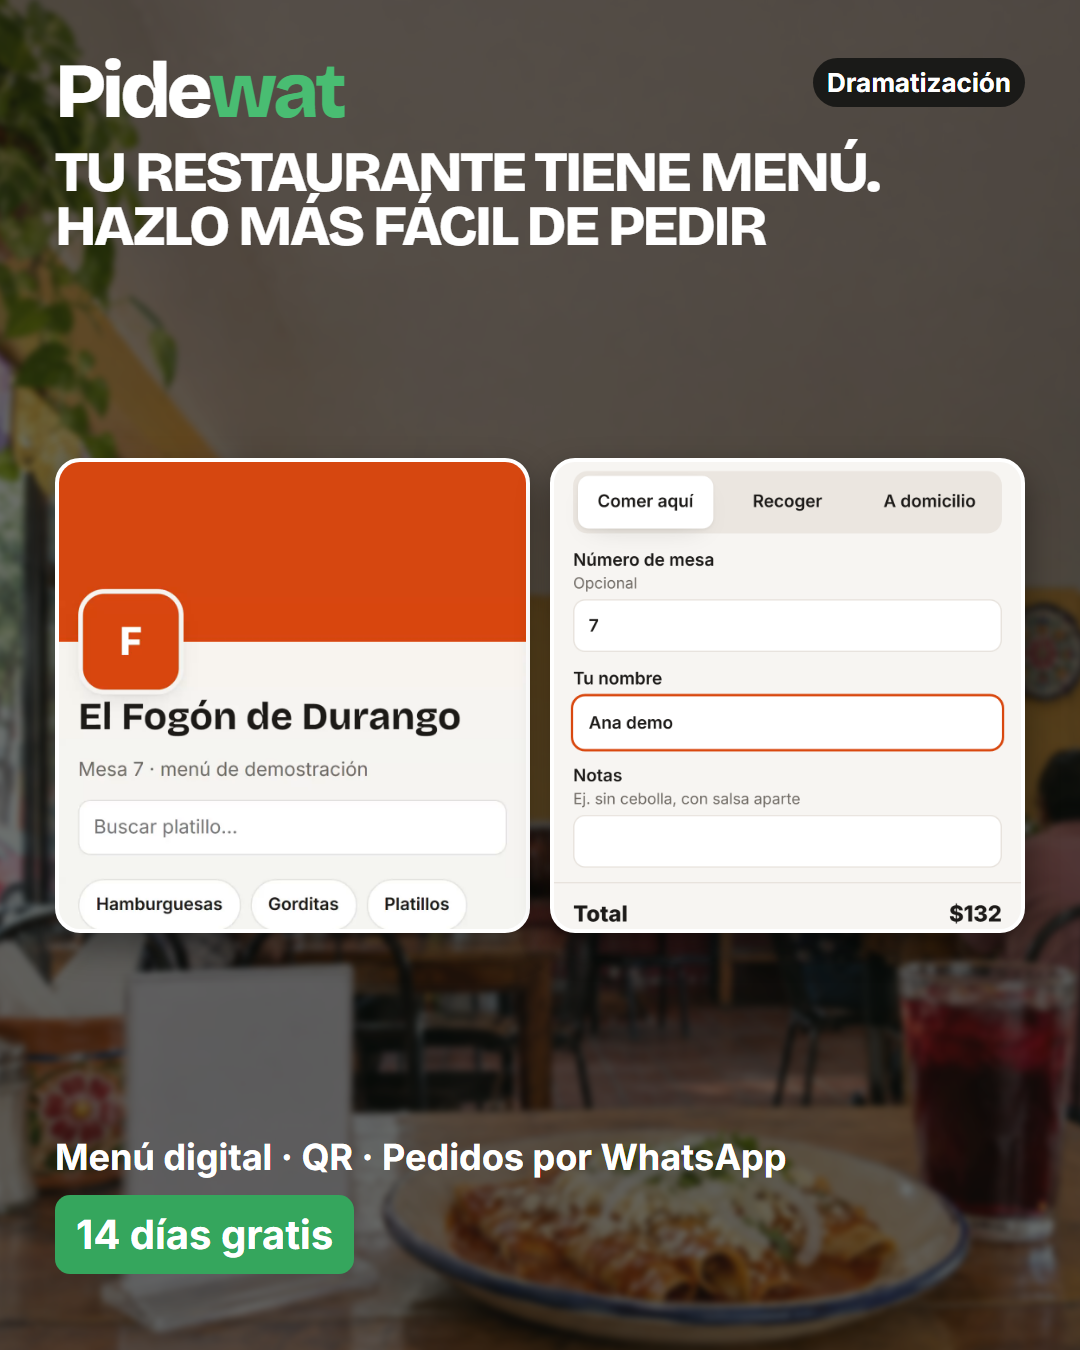 Pidewat
Dramatización
TU RESTAURANTE TIENE MENÚ.
HAZLO MÁS FÁCIL DE PEDIR
F
El Fogón de Durango
Mesa 7 · menú de demostración
Buscar platillo...
Hamburguesas
Gorditas
Platillos
Comer aquí
Recoger
A domicilio
Número de mesa
Opcional
7
Tu nombre
Ana demo
Notas
Ej. sin cebolla, con salsa aparte
Total
$132
Menú digital · QR · Pedidos por WhatsApp
14 días gratis